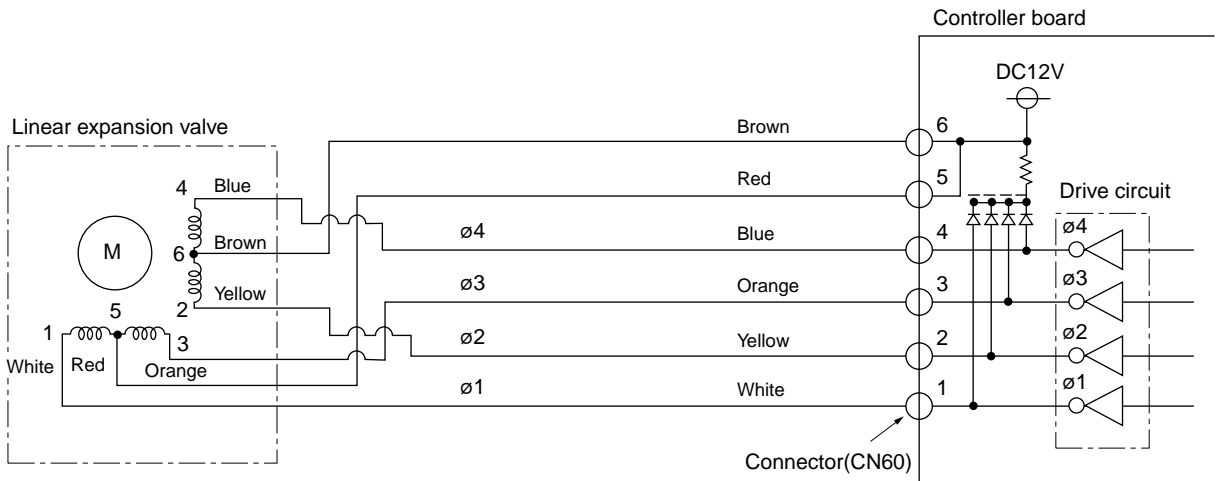 Controller board
DC12V
Linear expansion valve
Brown
6
4
Blue
Red
5
Drive circuit
M
6
Brown
ø4
Blue
4
ø4
2
Yellow
ø3
Orange
3
ø3
5
1
3
White
Red
Orange
ø2
Yellow
2
ø2
ø1
White
1
ø1
Connector(CN60)